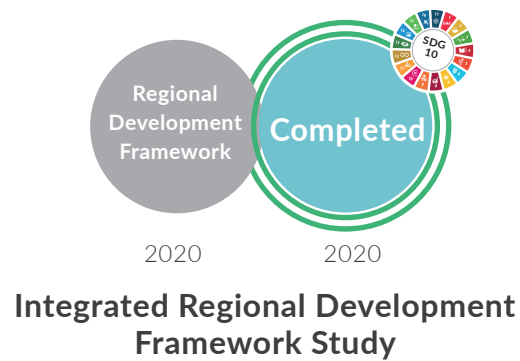 SDG
10
Regional
Development
Framework
Completed
2020
2020
Integrated Regional Development
Framework Study